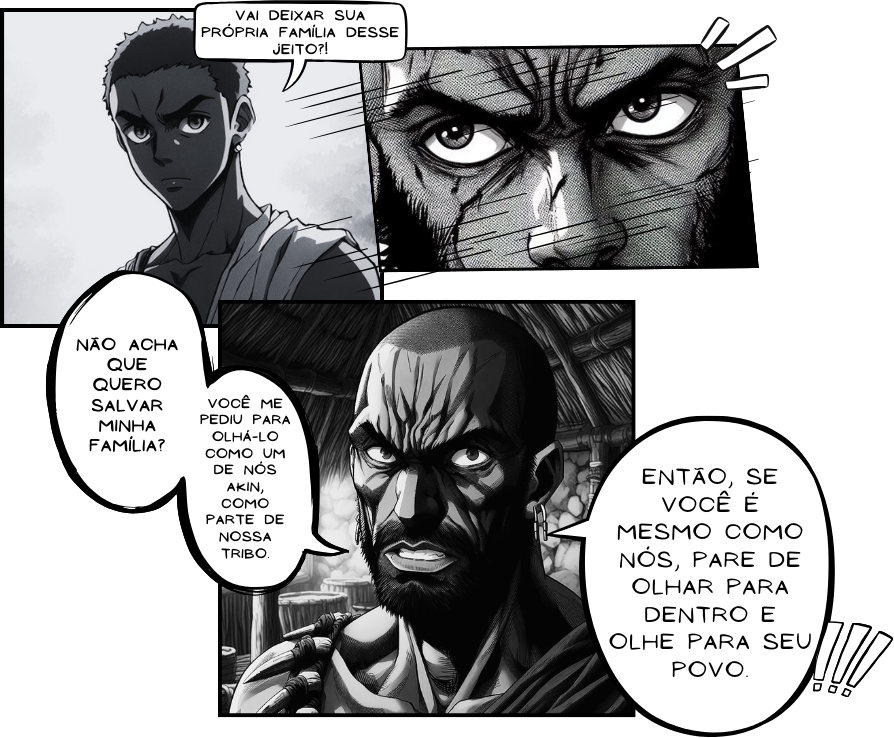 VAI DEIXAR SUA
PRÓPRIA FAMÍLIA DESSE
JEITO?!
NÃO ACHA
QUE
QUERO
SALVAR
MINHA
FAMÍLIA?
VOCÊ ME
PEDIU PARA
OLHÁ-LO
COMO UM
DE NÓS
AKIN,
COMO
PARTE DE
NOSSA
TRIBO.
ENTÃO, SE
VOCÊ É
MESMO COMO
NÓS, PARE DE
OLHAR PARA
DENTRO E
OLHE PARA SEU
POVO.
!!!